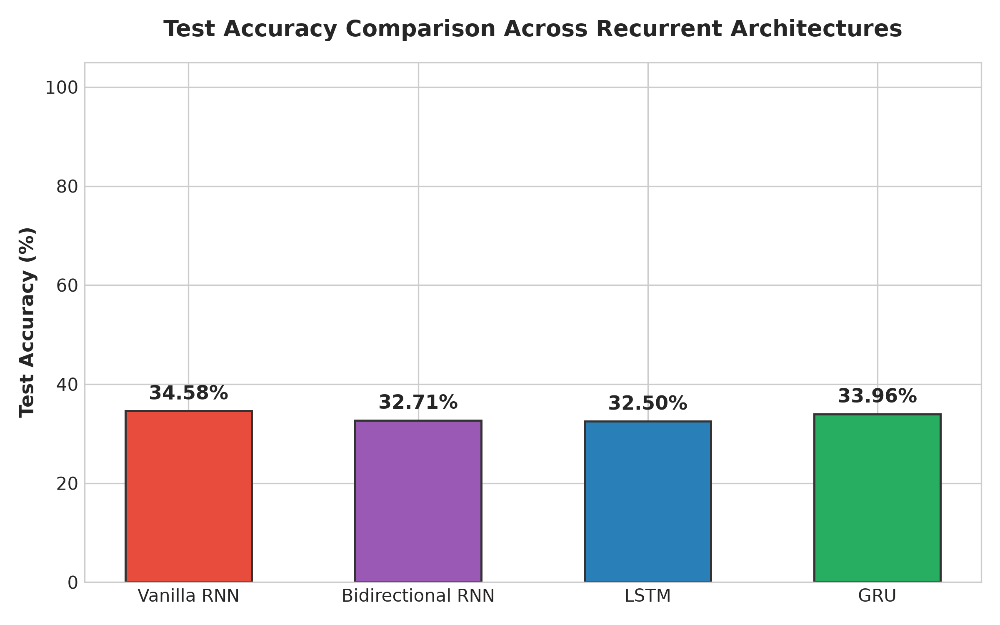 Test Accuracy Comparison Across Recurrent Architectures
Test Accuracy (%)
100
80
60
40
20
0
34.58%
32.71%
32.50%
33.96%
Vanilla RNN
Bidirectional RNN
LSTM
GRU